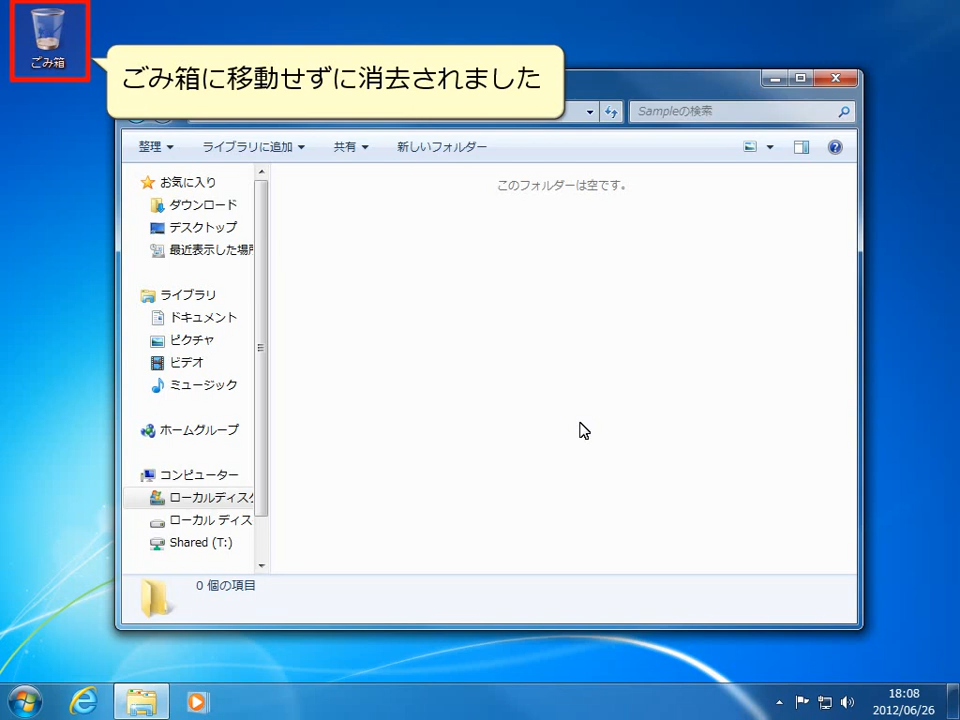 ごみ箱
ごみ箱に移動せずに消去されました
Sampleの検索
整理
ライブラリに追加
共有
新しいフォルダー
お気に入り
ダウンロード
デスクトップ
最近表示した場所
ライブラリ
ドキュメント
ピクチャ
ビデオ
ミュージック
ホームグループ
コンピューター
ローカルディスク
ローカル ディス
Shared (T:)
このフォルダーは空です。
0 個の項目
18:08
2012/06/26